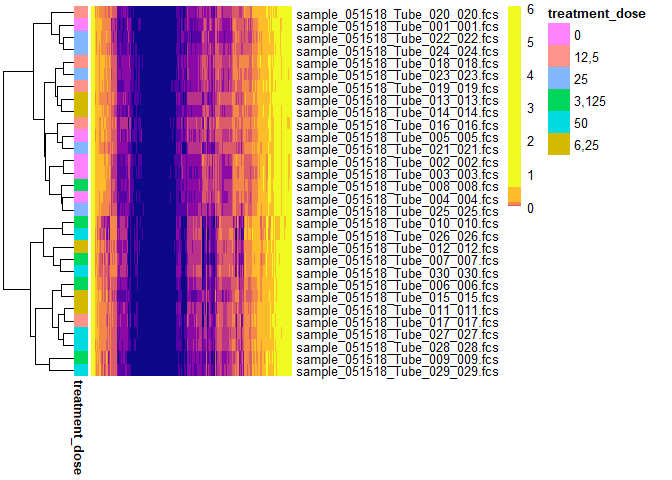 sample_051518_Tube_020_020.fcs
sample_051518_Tube_001_001.fcs
sample_051518_Tube_022_022.fcs
sample_051518_Tube_024_024.fcs
sample_051518_Tube_018_018.fcs
sample_051518_Tube_023_023.fcs
sample_051518_Tube_019_019.fcs
sample_051518_Tube_013_013.fcs
sample_051518_Tube_014_014.fcs
sample_051518_Tube_016_016.fcs
sample_051518_Tube_005_005.fcs
sample_051518_Tube_021_021.fcs
sample_051518_Tube_002_002.fcs
sample_051518_Tube_003_003.fcs
sample_051518_Tube_008_008.fcs
sample_051518_Tube_004_004.fcs
sample_051518_Tube_025_025.fcs
sample_051518_Tube_010_010.fcs
sample_051518_Tube_026_026.fcs
sample_051518_Tube_012_012.fcs
sample_051518_Tube_007_007.fcs
sample_051518_Tube_030_030.fcs
sample_051518_Tube_006_006.fcs
sample_051518_Tube_015_015.fcs
sample_051518_Tube_011_011.fcs
sample_051518_Tube_017_017.fcs
sample_051518_Tube_027_027.fcs
sample_051518_Tube_028_028.fcs
sample_051518_Tube_009_009.fcs
sample_051518_Tube_029_029.fcs
treatment_dose
6
5
4
3
2
1
0
treatment_dose
0
12,5
25
3,125
50
6,25